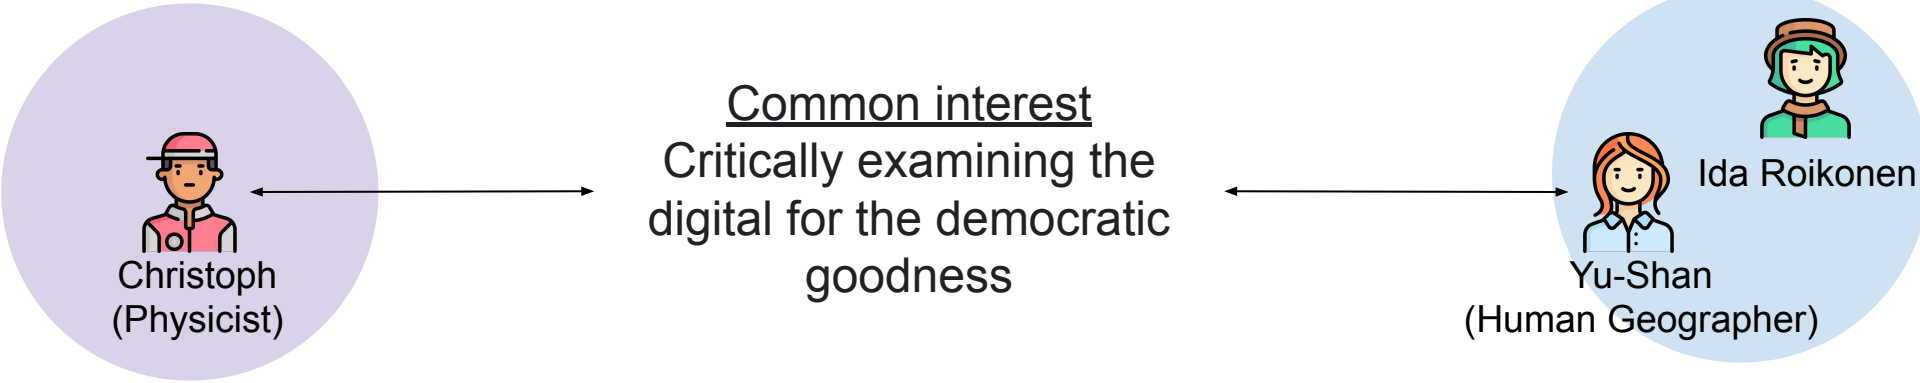 Common interest
Critically examining the
digital for the democratic
goodness
Christoph
(Physicist)
Ida Roikonen
Yu-Shan
(Human Geographer)